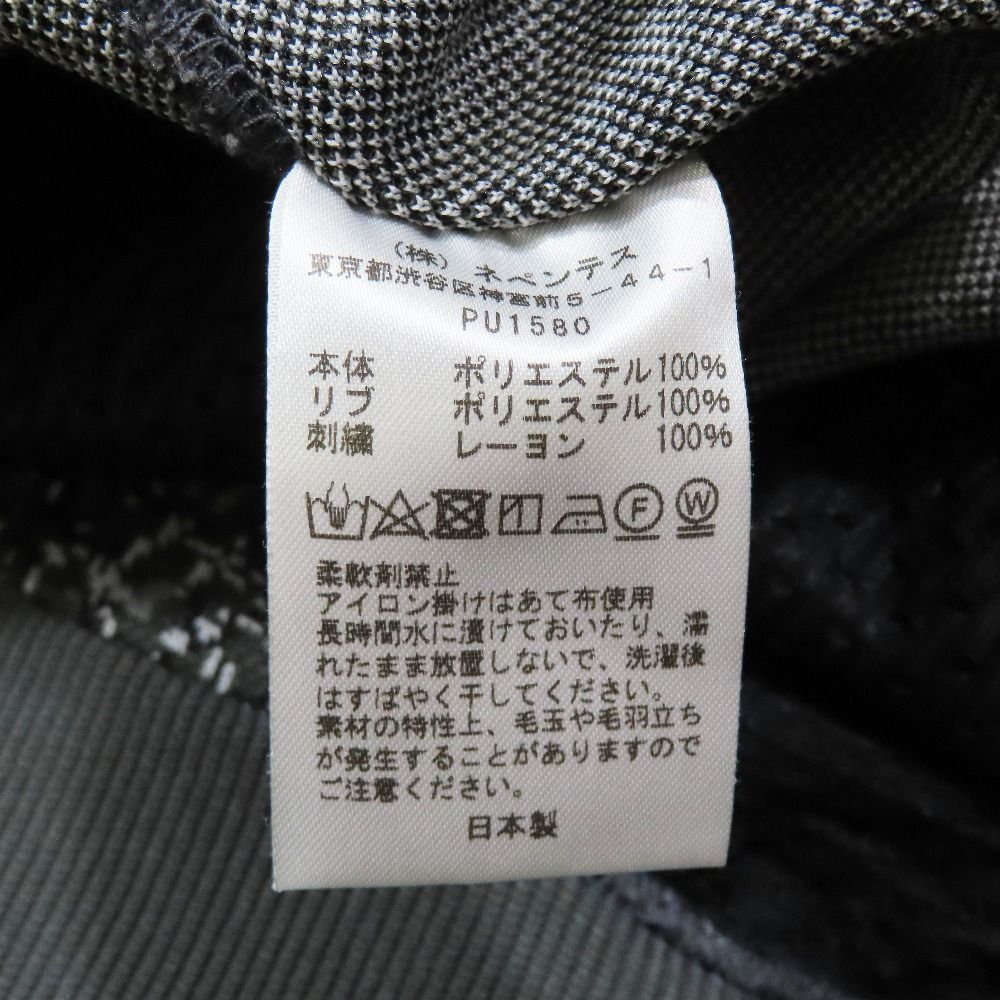 (株)ネペンテス
東京都渋谷区神宮前5-44-1
PU1580
本体 ポリエステル100%
リブ ポリエステル100%
刺繍 レーヨン 100%
F W
柔軟剤禁止
アイロン掛けはあて布使用
長時間水に漬けておいたり、濡
れたまま放置しないで、洗濯後
はすばやく干してください。
素材の特性上、毛玉や毛羽立ち
が発生することがありますので
ご注意ください。
日本製